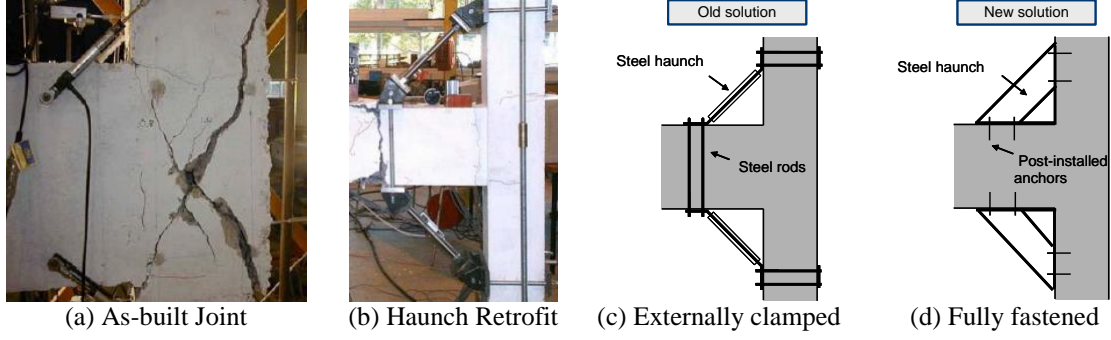 Old solution
New solution
Steel haunch
Steel haunch
Steel rods
Post-installed
anchors
(a) As-built Joint
(b) Haunch Retrofit
(c) Externally clamped
(d) Fully fastened